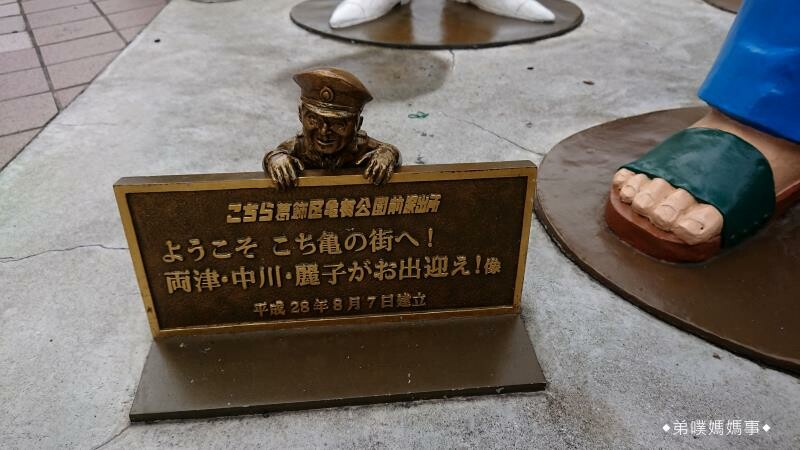 こちら葛飾区亀有公園前派出所
ようこそ こち亀の街へ!
両津・中川・麗子がお出迎え!像
平成28年8月7日建立
◆弟噗媽媽事◆